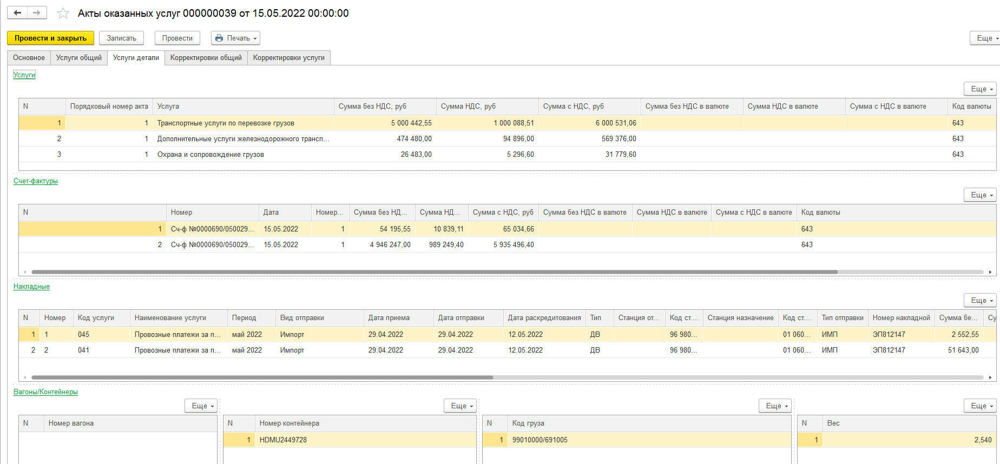 Акты оказанных услуг 000000039 от 15.05.2022 00:00:00
Провести и закрыть Записать Провести Печать Еще
Основное Услуги общий Услуги детали Корректировки общий Корректировки услуги
Услуги
Еще
N Порядковый номер акта Услуга Сумма без НДС, руб Сумма НДС, руб Сумма с НДС, руб Сумма без НДС в валюте Сумма НДС в валюте Сумма с НДС в валюте Код валюты
1 1 Транспортные услуги по перевозке грузов 5 000 442,55 1 000 088,51 6 000 531,06 643
2 1 Дополнительные услуги железнодорожного трансп... 474 480,00 94 896,00 569 376,00 643
3 1 Охрана и сопровождение грузов 26 483,00 5 296,60 31 779,60 643
Счет-фактуры
Еще
N Номер Дата Номер... Сумма без НД... Сумма НД... Сумма с НДС, руб Сумма без НДС в валюте Сумма НДС в валюте Сумма с НДС в валюте Код валюты
1 Сч-ф №0000690/050029... 15.05.2022 1 54 195,55 10 839,11 65 034,66 643
2 Сч-ф №0000690/050029... 15.05.2022 1 4 946 247,00 989 249,40 5 935 496,40 643
Накладные
Еще
N Номер Код услуги Наименование услуги Период Вид отправки Дата приема Дата отправки Дата раскредитования Тип Станция от... Код ст.... Станция назначение Код ст.... Тип отправки Номер накладной Сумма бе... Су
1 1 045 Провозные платежи за п... май 2022 Импорт 29.04.2022 29.04.2022 12.05.2022 ДВ 96 980... 01 060... ИМП ЭП812147 2 552,55
2 2 041 Провозные платежи за п... май 2022 Импорт 29.04.2022 29.04.2022 12.05.2022 ДВ 96 980... 01 060... ИМП ЭП812147 51 643,00
Вагоны/Контейнеры
Еще Еще Еще Еще
N Номер вагона N Номер контейнера N Код груза N Вес
1 HDMU2449728 1 99010000/691005 1 2,540